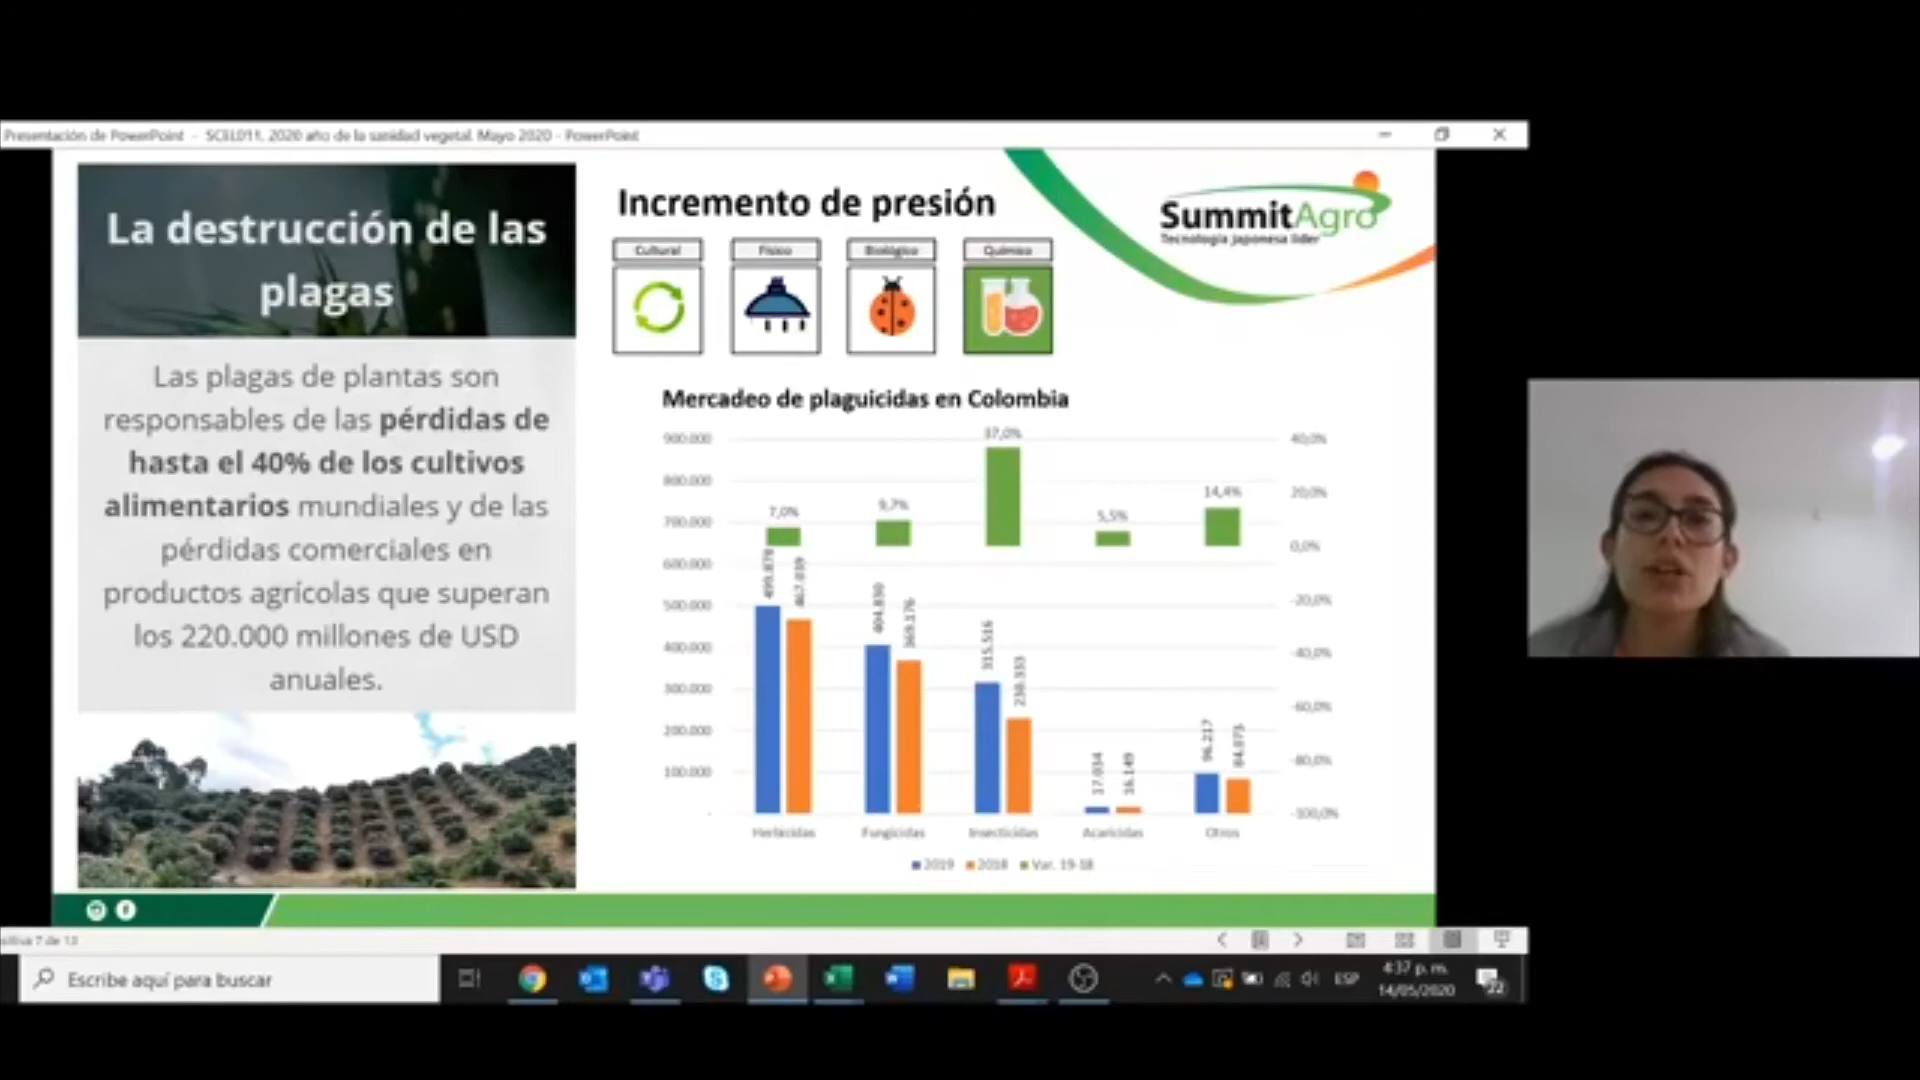 Presentación de PowerPoint - SCEL011. 2020 año de la sanidad vegetal. Mayo 2020 - PowerPoint
La destrucción de las
plagas
Las plagas de plantas son
responsables de las pérdidas de
hasta el 40% de los cultivos
alimentarios mundiales y de las
pérdidas comerciales en
productos agrícolas que superan
los 220.000 millones de USD
anuales.
Incremento de presión
Cultural Físico Biológico Químico
SummitAgro
Tecnología Japonesa líder
Mercadeo de plaguicidas en Colombia
900.000
800.000
700.000
600.000
500.000
400.000
300.000
200.000
100.000
-
7,0%
9,7%
37,0%
5,5%
14,4%
499.878
467.039
404.830
369.176
315.516
230.333
17.034
16.149
96.217
84.073
40,0%
20,0%
0,0%
-20,0%
-40,0%
-60,0%
-80,0%
-100,0%
Herbicidas Fungicidas Insecticidas Acaricidas Otros
2019 2018 Var. 19-18
7 de 13
Escribe aquí para buscar
ESP
4:37 p. m.
14/05/2020
22